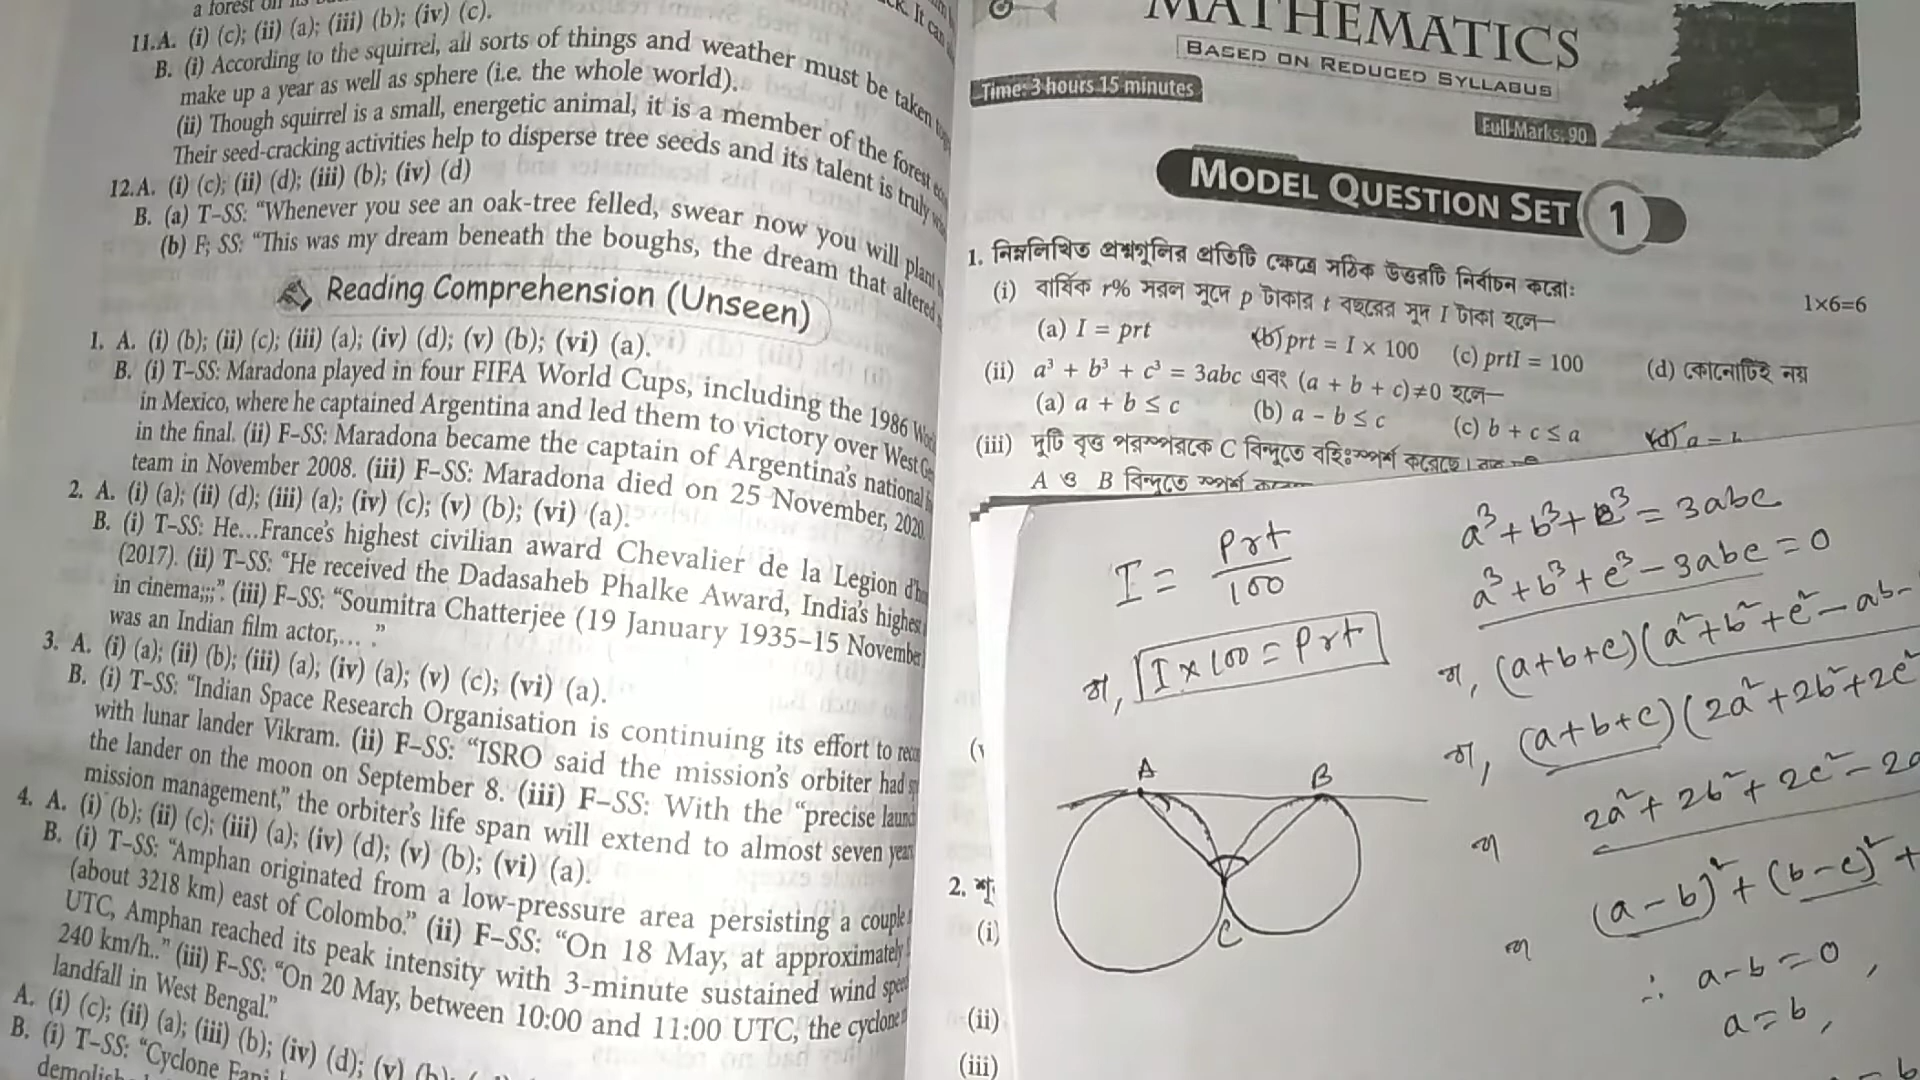 a forest on its
11.A. (i) (c); (ii) (a); (iii) (b); (iv) (c).
B. (i) According to the squirrel, all sorts of things and weather must be taken
make up a year as well as sphere (i.e. the whole world).
(ii) Though squirrel is a small, energetic animal, it is a member of the forest
Their seed-cracking activities help to disperse tree seeds and its talent is truly
12.A. (i) (c); (ii) (d); (iii) (b); (iv) (d)
B. (a) T–SS: “Whenever you see an oak-tree felled, swear now you will plant
(b) F; SS: “This was my dream beneath the boughs, the dream that altered
Reading Comprehension (Unseen)
1. A. (i) (b); (ii) (c); (iii) (a); (iv) (d); (v) (b); (vi) (a).
B. (i) T–SS: Maradona played in four FIFA World Cups, including the 1986
in Mexico, where he captained Argentina and led them to victory over West
in the final. (ii) F–SS: Maradona became the captain of Argentina's national
team in November 2008. (iii) F–SS: Maradona died on 25 November, 2020.
2. A. (i) (a); (ii) (d); (iii) (a); (iv) (c); (v) (b); (vi) (a).
B. (i) T–SS: He...France's highest civilian award Chevalier de la Legion
(2017). (ii) T–SS: “He received the Dadasaheb Phalke Award, India's highest
in cinema;;;”. (iii) F–SS: “Soumitra Chatterjee (19 January 1935–15 November
was an Indian film actor,... .”
3. A. (i) (a); (ii) (b); (iii) (a); (iv) (a); (v) (c); (vi) (a).
B. (i) T–SS: “Indian Space Research Organisation is continuing its effort to
with lunar lander Vikram. (ii) F–SS: “ISRO said the mission's orbiter had
the lander on the moon on September 8. (iii) F–SS: With the “precise
mission management,” the orbiter's life span will extend to almost seven
4. A. (i) (b); (ii) (c); (iii) (a); (iv) (d); (v) (b); (vi) (a).
B. (i) T–SS: “Amphan originated from a low-pressure area persisting a couple
(about 3218 km) east of Colombo.” (ii) F–SS: “On 18 May, at approximately
UTC, Amphan reached its peak intensity with 3-minute sustained wind
240 km/h..” (iii) F–SS: “On 20 May, between 10:00 and 11:00 UTC, the cyclone
landfall in West Bengal.”
A. (i) (c); (ii) (a); (iii) (b); (iv) (d); (v) (b);
B. (i) T–SS: “Cyclone Fani
MATHEMATICS
BASED ON REDUCED SYLLABUS
Time: 3 hours 15 minutes
Full Marks: 90
MODEL QUESTION SET 1
1. নিম্নলিখিত প্রশ্নগুলির প্রতিটি ক্ষেত্রে সঠিক উত্তরটি নির্বাচন করো: 1×6=6
(i) বার্ষিক r% সরল সুদে p টাকার t বছরের সুদ I টাকা হলে—
(a) I = prt (b) prt = I × 100 (c) prtI = 100 (d) কোনোটিই নয়
(ii) a³ + b³ + c³ = 3abc এবং (a + b + c)≠0 হলে—
(a) a + b ≤ c (b) a – b ≤ c (c) b + c ≤ a (d) a =
(iii) দুটি বৃত্ত পরস্পরকে C বিন্দুতে বহিঃস্পর্শ করেছে।
A ও B বিন্দুতে স্পর্শ
I = Prt/100
বা, I × 100 = Prt
A B
C
a³+b³+c³ = 3abc
a³+b³+c³ – 3abc = 0
বা, (a+b+c)(a²+b²+c² – ab –
বা, (a+b+c)(2a²+2b²+2c²
বা 2a²+2b²+2c² –
বা (a–b)²+(b–c)²+
∴ a–b = 0,
a = b,
2.
(i)
(ii)
(iii)